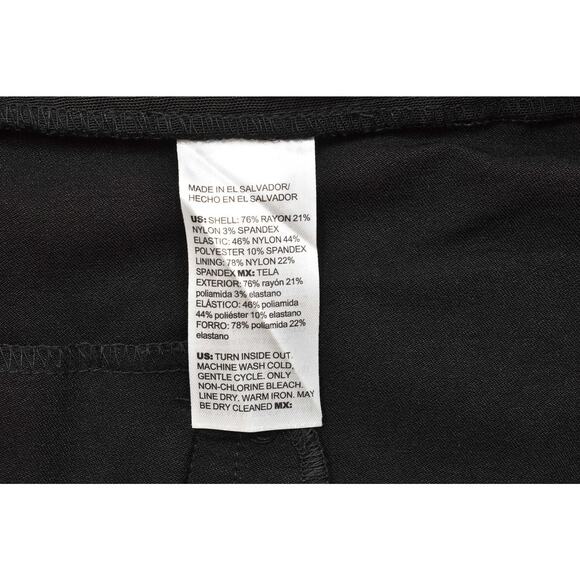 MADE IN EL SALVADOR/
HECHO EN EL SALVADOR
US: SHELL: 76% RAYON 21%
NYLON 3% SPANDEX
ELASTIC: 46% NYLON 44%
POLYESTER 10% SPANDEX
LINING: 78% NYLON 22%
SPANDEX MX: TELA
EXTERIOR: 76% rayón 21%
poliamida 3% elastano
ELÁSTICO: 46% poliamida
44% poliéster 10% elastano
FORRO: 78% poliamida 22%
elastano
US: TURN INSIDE OUT.
MACHINE WASH COLD,
GENTLE CYCLE. ONLY
NON-CHLORINE BLEACH.
LINE DRY. WARM IRON. MAY
BE DRY CLEANED MX: